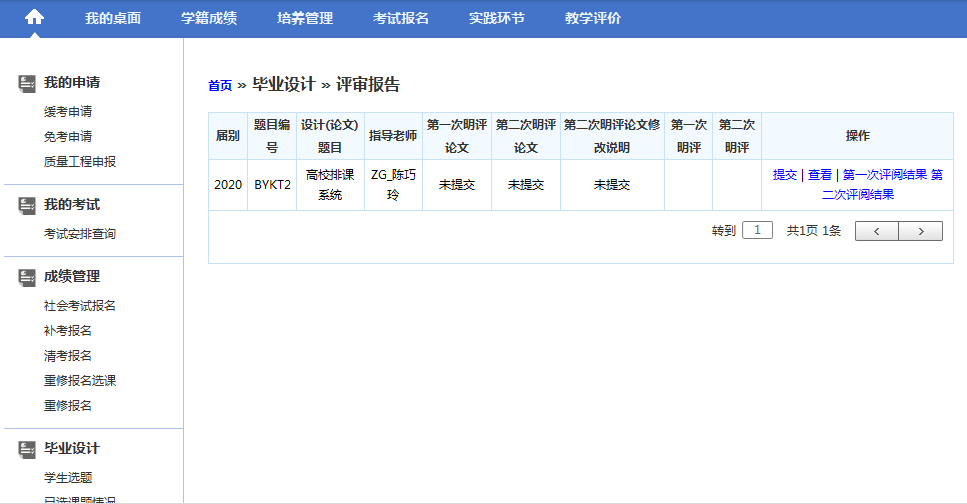 我的桌面 学籍成绩 培养管理 考试报名 实践环节 教学评价
我的申请
缓考申请
免考申请
质量工程申报
我的考试
考试安排查询
成绩管理
社会考试报名
补考报名
清考报名
重修报名选课
重修报名
毕业设计
学生选题
已选课题情况
首页 » 毕业设计 » 评审报告
届别 题目编号 设计(论文)题目 指导老师 第一次明评论文 第二次明评论文 第二次明评论文修改说明 第一次明评 第二次明评 操作
2020 BYKT2 高校排课系统 ZG_陈巧玲 未提交 未提交 未提交 提交 | 查看 | 第一次评阅结果 第二次评阅结果
转到 1 共1页 1条 < >